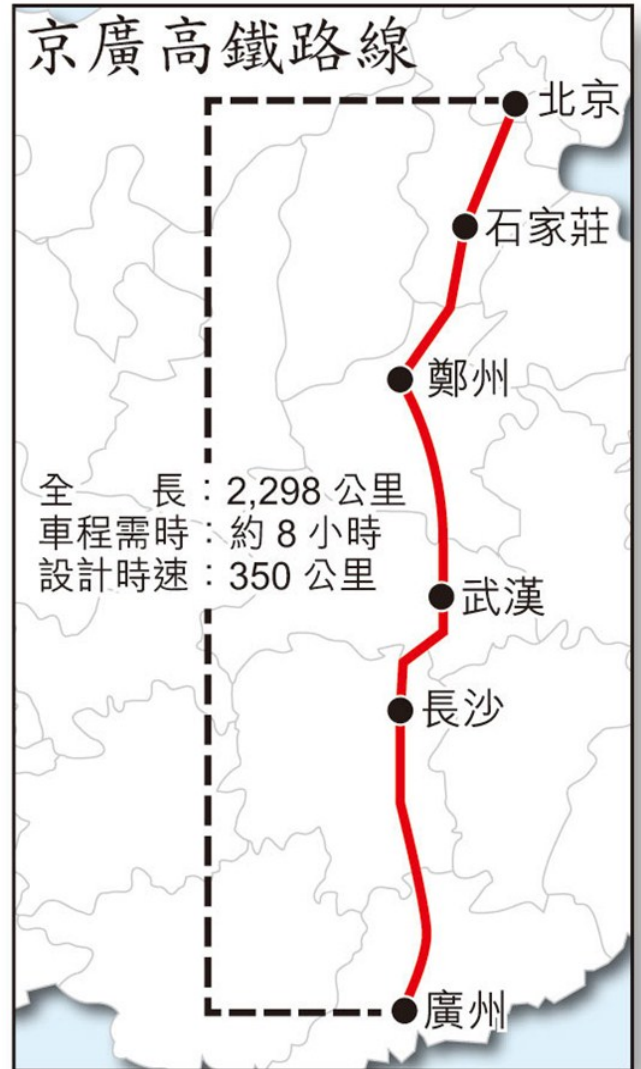 京廣高鐵路線
北京
石家莊
鄭州
全　　長：2,298 公里
車程需時：約 8 小時
設計時速：350 公里
武漢
長沙
廣州